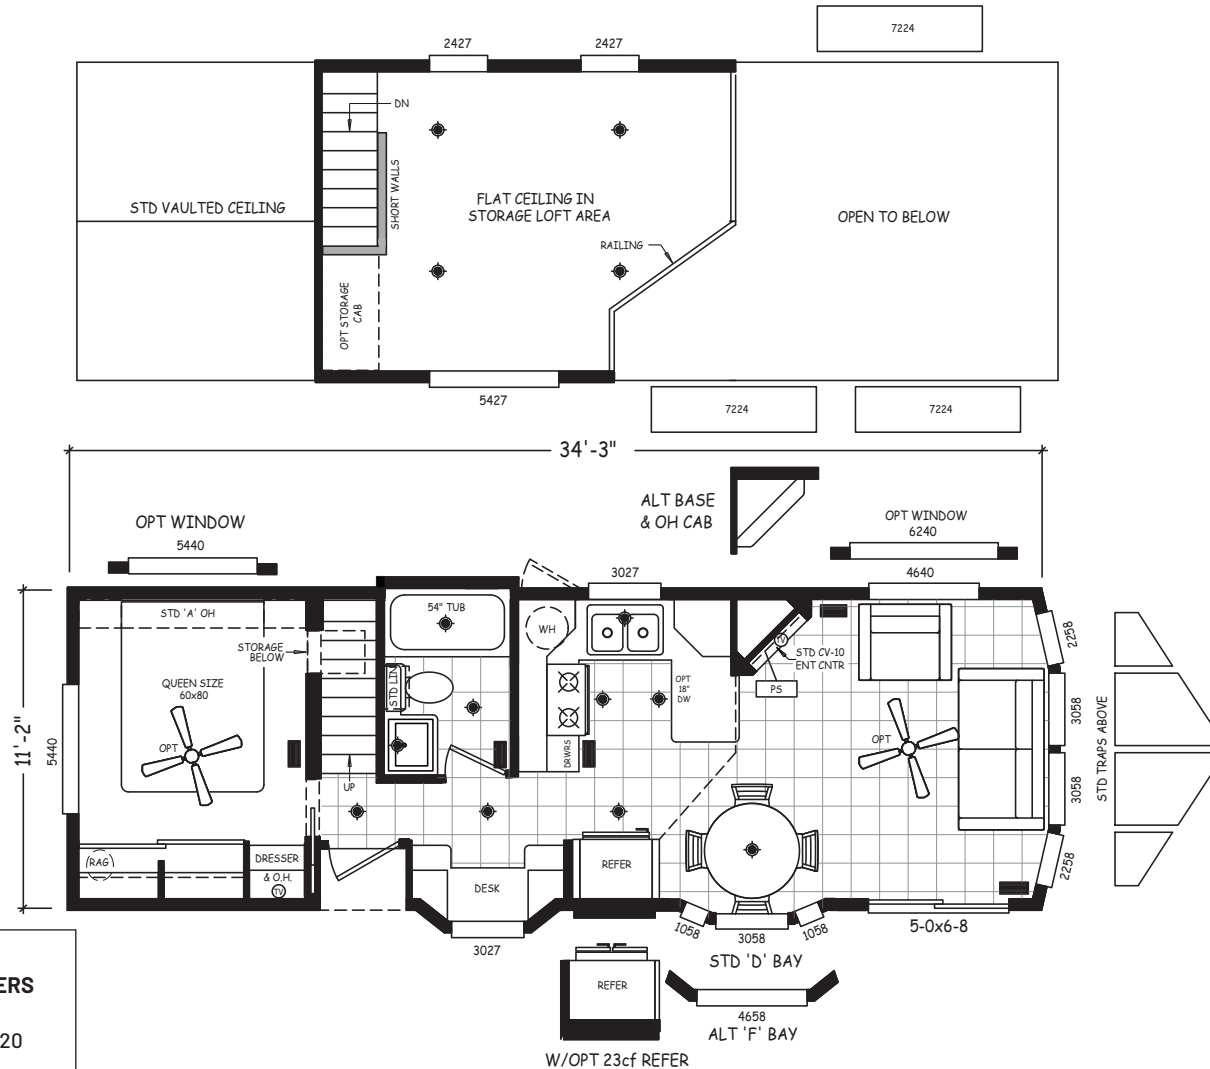 7224
2427
2427
DN
SHORT WALLS
STD VAULTED CEILING
FLAT CEILING IN
STORAGE LOFT AREA
OPEN TO BELOW
RAILING
OPT STORAGE
CAB
5427
7224
7224
34'-3"
ALT BASE
& OH CAB
OPT WINDOW
5440
OPT WINDOW
6240
3027
4640
11'-2"
5440
STD 'A' OH
STORAGE
BELOW
QUEEN SIZE
60x80
OPT
UP
54" TUB
STD LIN
WH
DRWRS
OPT
18"
DW
TV
STD CV-10
ENT CNTR
PS
OPT
2258
3058
3058
2258
STD TRAPS ABOVE
RAG
DRESSER
& O.H.
TV
DESK
3027
REFER
1058
3058
1058
5-0x6-8
STD 'D' BAY
REFER
4658
ALT 'F' BAY
W/OPT 23cf REFER
ERS
20